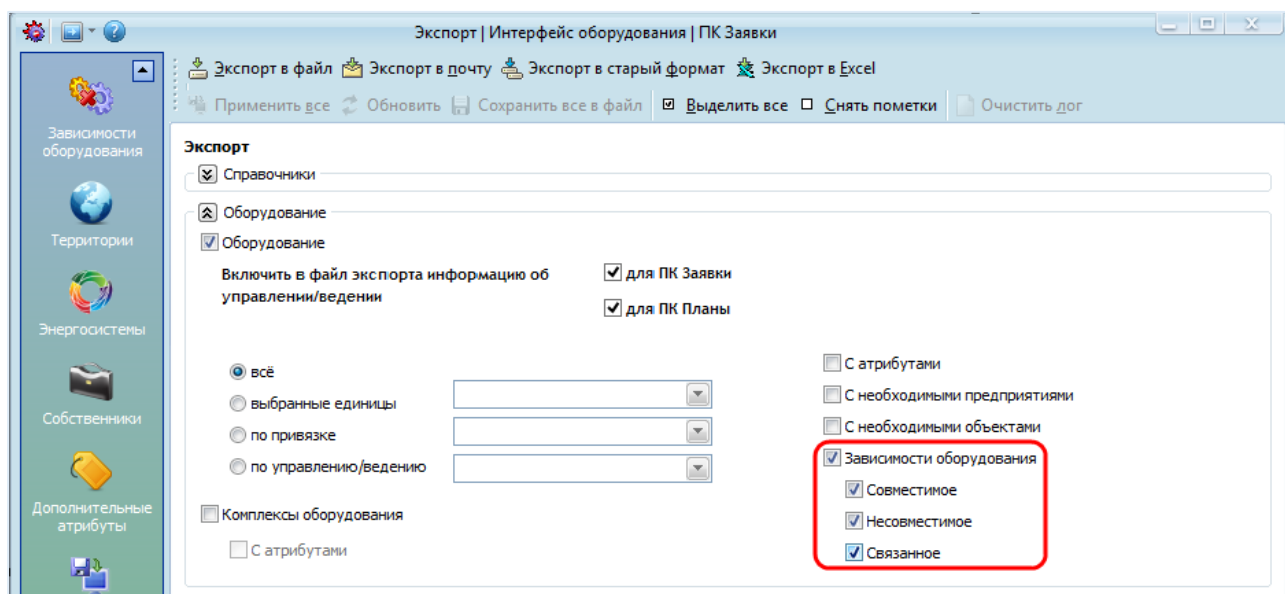 Экспорт | Интерфейс оборудования | ПК Заявки
Экспорт в файл Экспорт в почту Экспорт в старый формат Экспорт в Excel
Применить все Обновить Сохранить все в файл Выделить все Снять пометки Очистить лог
Зависимости
оборудования
Территории
Энергосистемы
Собственники
Дополнительные
атрибуты
Экспорт
Справочники
Оборудование
Оборудование
Включить в файл экспорта информацию об
управлении/ведении
для ПК Заявки
для ПК Планы
всё
выбранные единицы
по привязке
по управлению/ведению
Комплексы оборудования
С атрибутами
С атрибутами
С необходимыми предприятиями
С необходимыми объектами
Зависимости оборудования
Совместимое
Несовместимое
Связанное